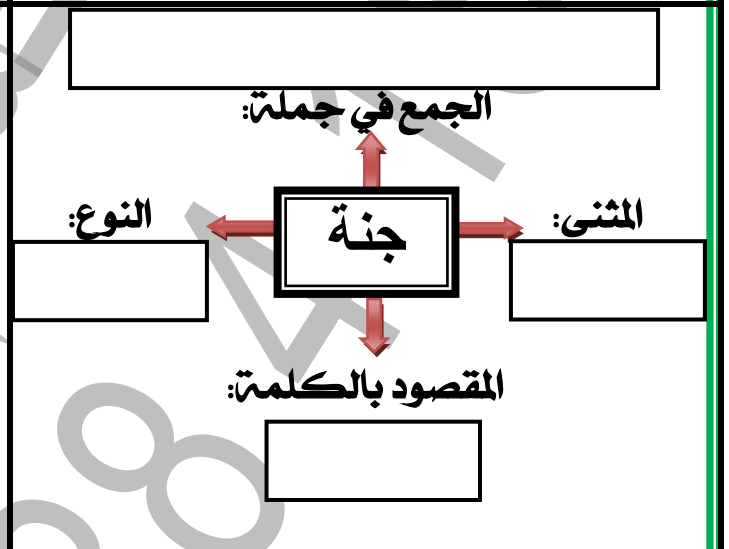 الجمع في جملة:
المثنى:
جنة
النوع:
المقصود بالكلمة: